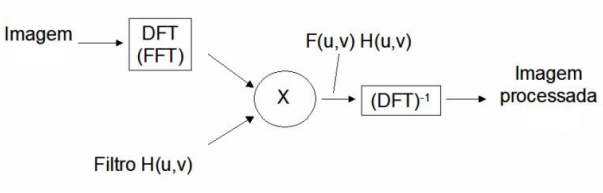 Imagem
DFT
(FFT)
F(u,v) H(u,v)
X
(DFT)-1
Imagem
processada
Filtro H(u,v)